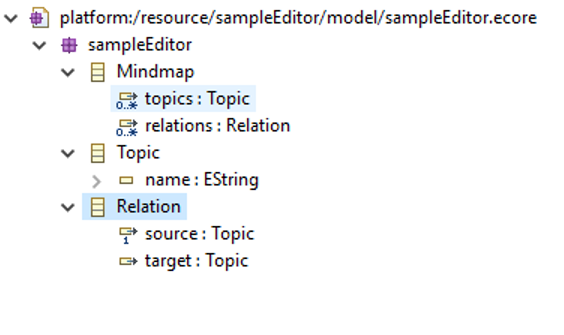 platform:/resource/sampleEditor/model/sampleEditor.ecore
sampleEditor
Mindmap
0..* topics : Topic
0..* relations : Relation
Topic
name : EString
Relation
1 source : Topic
target : Topic